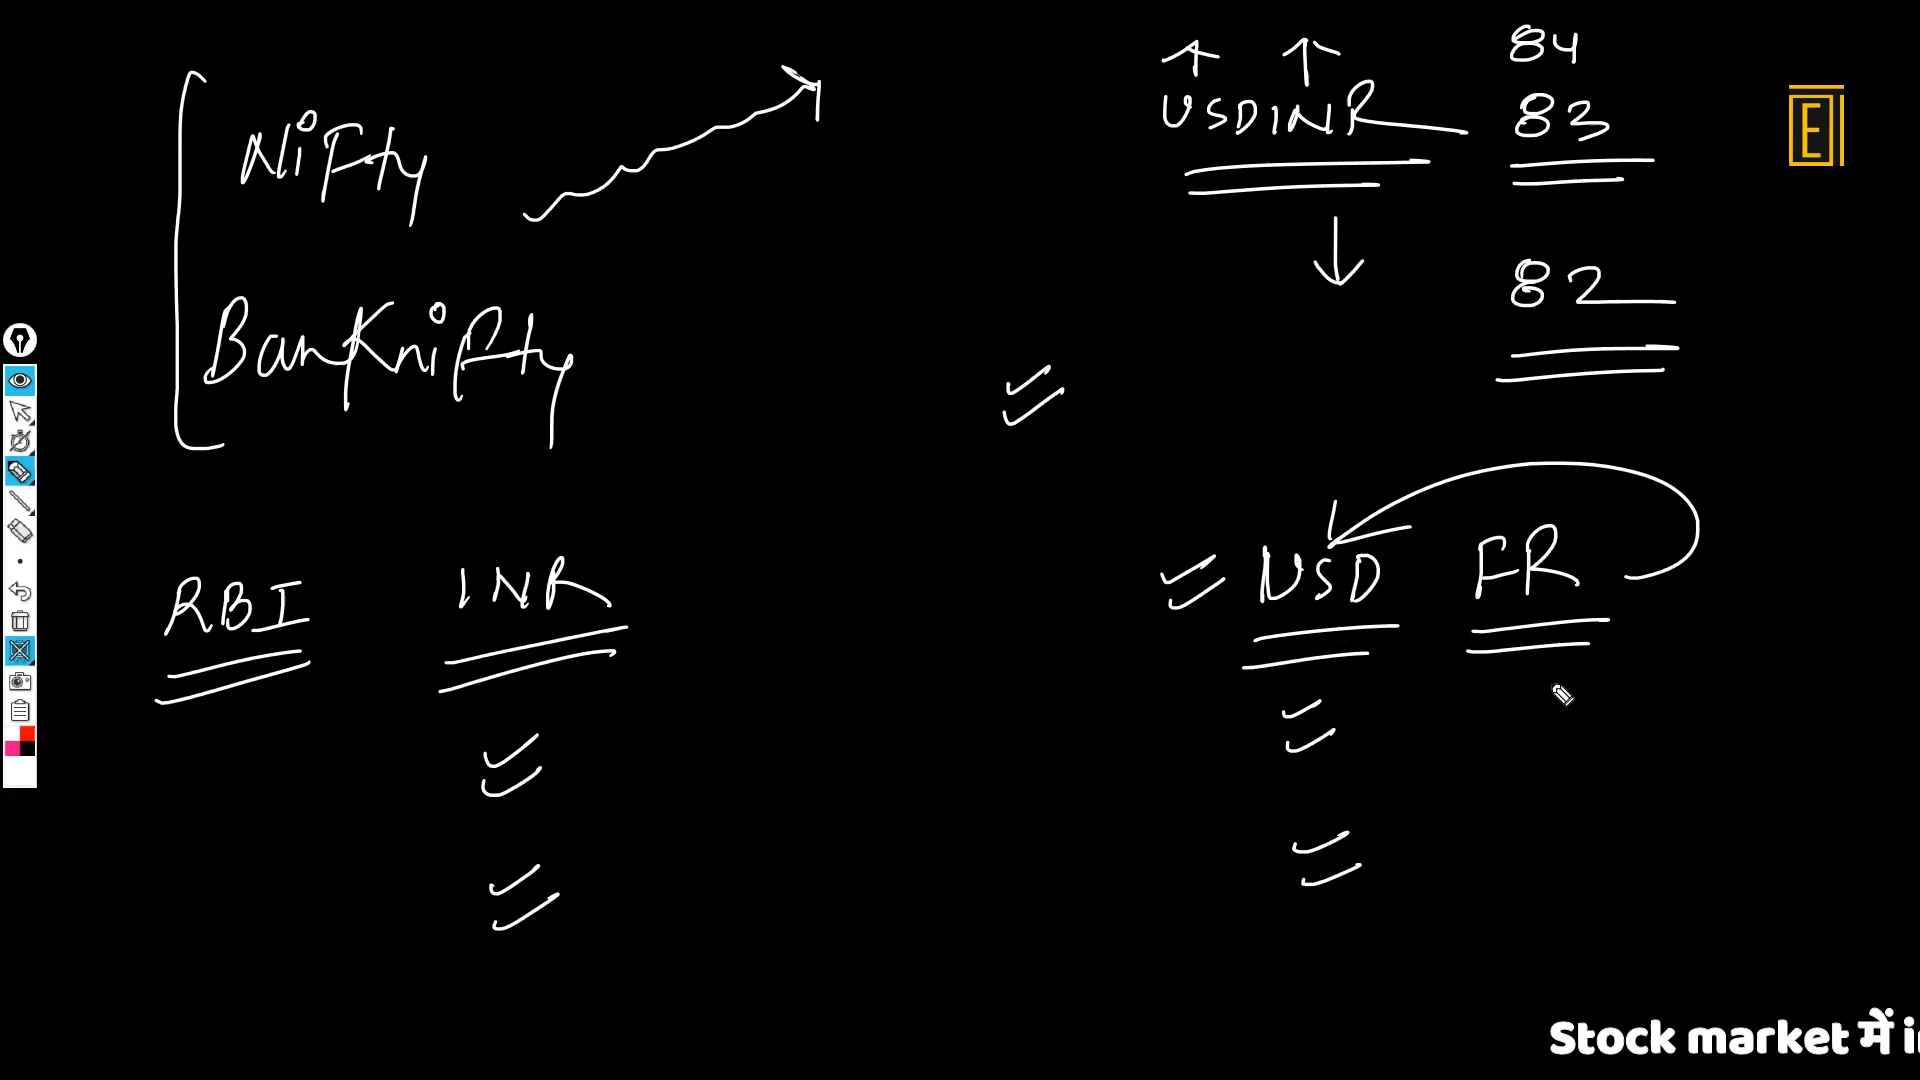 84
USDINR 83
Nifty
82
Banknifty
RBI INR
USD FR
E
Stock market में i